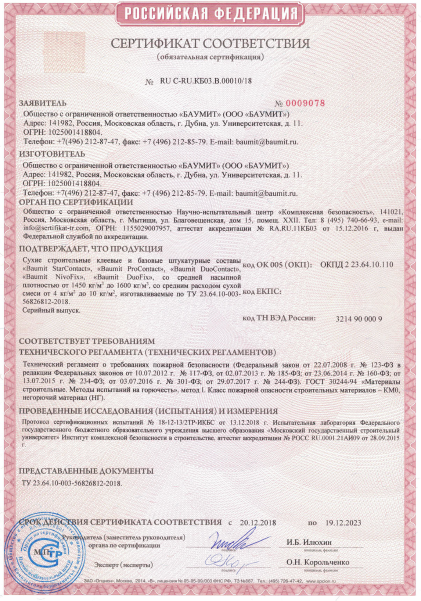 РОССИЙСКАЯ ФЕДЕРАЦИЯ
СЕРТИФИКАТ СООТВЕТСТВИЯ
(обязательная сертификация)
№ RU C-RU.КБ03.В.00010/18
ЗАЯВИТЕЛЬ № 0009078
Общество с ограниченной ответственностью «БАУМИТ» (ООО «БАУМИТ»)
Адрес: 141982, Россия, Московская область, г. Дубна, ул. Университетская, д. 11.
ОГРН: 1025001418804.
Телефон: +7(496) 212-87-47, факс: +7 (496) 212-85-79. E-mail: baumit@baumit.ru.
ИЗГОТОВИТЕЛЬ
Общество с ограниченной ответственностью «БАУМИТ» (ООО «БАУМИТ»)
Адрес: 141982, Россия, Московская область, г. Дубна, ул. Университетская, д. 11.
ОГРН: 1025001418804.
Телефон: +7(496) 212-87-47, факс: +7 (496) 212-85-79. E-mail: baumit@baumit.ru.
ОРГАН ПО СЕРТИФИКАЦИИ
Общество с ограниченной ответственностью Научно-испытательный центр «Комплексная безопасность», 141021,
Россия, Московская область, г. Мытищи, ул. Благовещенская, дом 15, помещ. XXII. Тел: 8 (495) 740-66-93, e-mail:
info@sertifikat-er.ru, ОГРН: 1155029007957, аттестат аккредитации № RA.RU.11КБ03 от 15.12.2016 г., выдан
Федеральной службой по аккредитации.
ПОДТВЕРЖДАЕТ, ЧТО ПРОДУКЦИЯ
Сухие строительные клеевые и базовые штукатурные составы
«Baumit StarContact», «Baumit ProContact», «Baumit DuoContact»,
«Baumit NivoFix», «Baumit DuoFix», со средней насыпной
плотностью от 1450 кг/м² до 1600 кг/м², со средним расходом сухой
смеси от 4 кг/м² до 10 кг/м², изготавливаемые по ТУ 23.64.10-003-
56826812-2018.
Серийный выпуск.
код ОК 005 (ОКП): ОКПД 2 23.64.10.110
код ЕКПС:
код ТН ВЭД России: 3214 90 000 9
СООТВЕТСТВУЕТ ТРЕБОВАНИЯМ
ТЕХНИЧЕСКОГО РЕГЛАМЕНТА (ТЕХНИЧЕСКИХ РЕГЛАМЕНТОВ)
Технический регламент о требованиях пожарной безопасности (Федеральный закон от 22.07.2008 г. № 123-ФЗ в
редакции Федеральных законов от 10.07.2012 г. № 117-ФЗ, от 02.07.2013 г. № 185-ФЗ, от 23.06.2014 г. № 160-ФЗ, от
13.07.2015 г. № 234-ФЗ, от 03.07.2016 г. № 301-ФЗ, от 29.07.2017 г. № 244-ФЗ). ГОСТ 30244-94 «Материалы
строительные. Методы испытаний на горючесть», метод I. Класс пожарной опасности строительных материалов – КМ0,
негорючий материал (НГ).
ПРОВЕДЕННЫЕ ИССЛЕДОВАНИЯ (ИСПЫТАНИЯ) И ИЗМЕРЕНИЯ
Протокол сертификационных испытаний № 18-12-13/2ТР-ИКБС от 13.12.2018 г. Испытательная лаборатория Федерального
государственного бюджетного образовательного учреждения высшего образования «Московский государственный строительный
университет» Институт комплексной безопасности в строительстве, аттестат аккредитации № РОСС RU.0001.21АИ09 от 28.09.2015
г.
ПРЕДСТАВЛЕННЫЕ ДОКУМЕНТЫ
ТУ 23.64.10-003-56826812-2018.
СРОК ДЕЙСТВИЯ СЕРТИФИКАТА СООТВЕТСТВИЯ с 20.12.2018 по 19.12.2023
Руководитель (заместитель руководителя)
органа по сертификации И.Б. Илюхин
М.П.
Эксперт (эксперты) О.Н. Корольченко